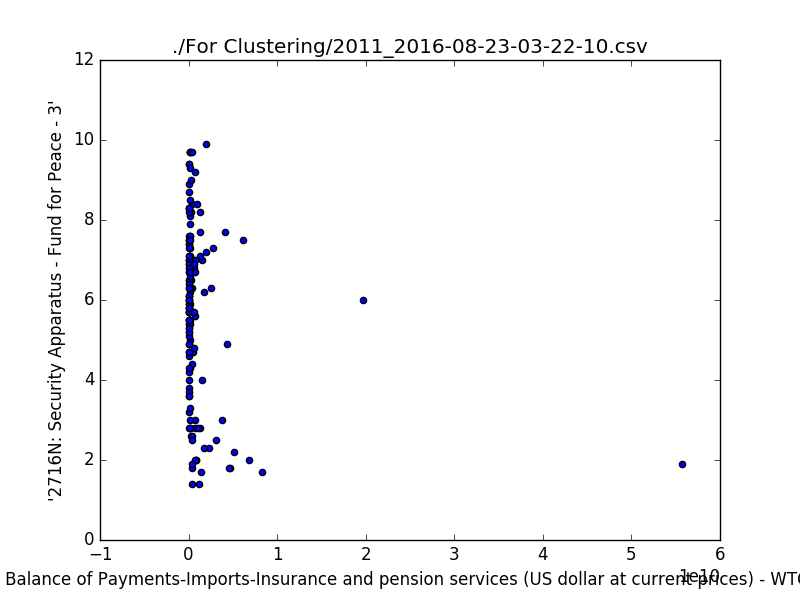 ./For Clustering/2011_2016-08-23-03-22-10.csv
'2716N: Security Apparatus - Fund for Peace - 3'
12
10
8
6
4
2
0
−1 0 1 2 3 4 5 6
1e10
Balance of Payments-Imports-Insurance and pension services (US dollar at current prices) - WTO